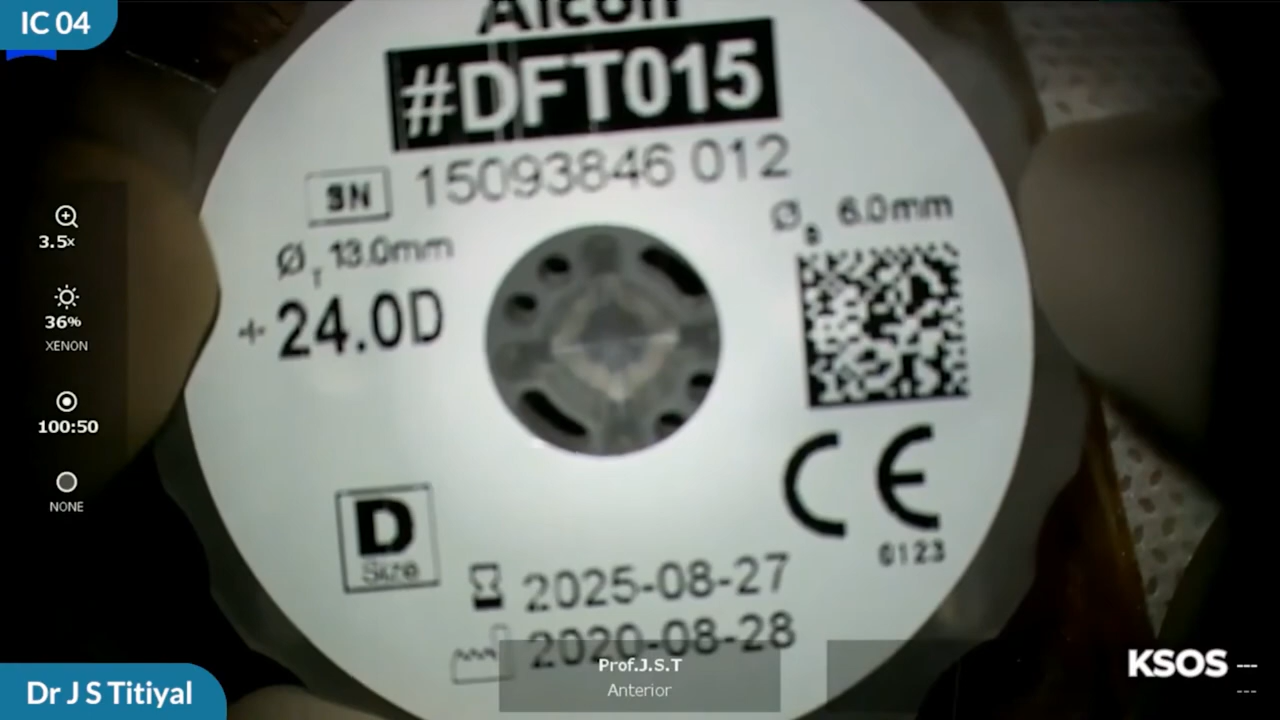 IC 04
Alcon
#DFT015
SN 15093846 012
Ø T 13.0mm
Ø B 6.0mm
+ 24.0D
3.5x
36%
XENON
100:50
NONE
CE
0123
D
Size
2025-08-27
2020-08-28
Prof.J.S.T
Anterior
KSOS ---
---
Dr J S Titiyal